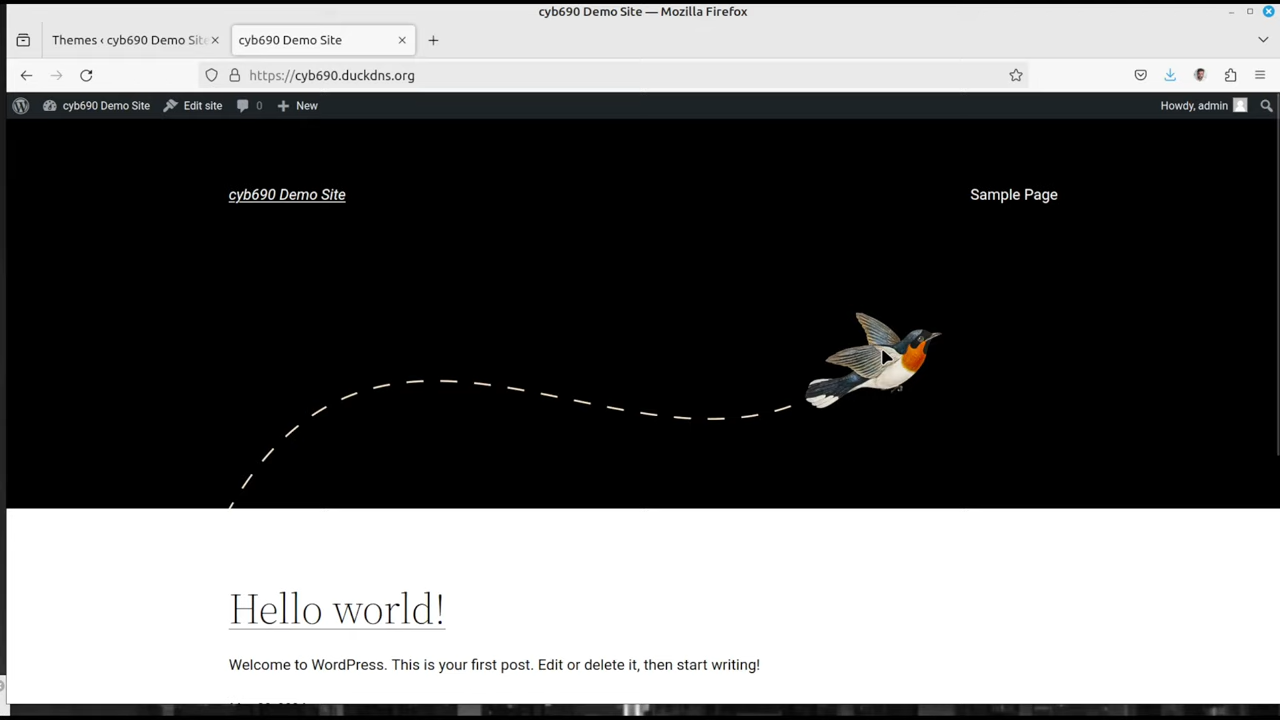 cyb690 Demo Site — Mozilla Firefox
Themes ‹ cyb690 Demo Site
cyb690 Demo Site
https://cyb690.duckdns.org
cyb690 Demo Site
Edit site
0
New
Howdy, admin
cyb690 Demo Site
Sample Page
Hello world!
Welcome to WordPress. This is your first post. Edit or delete it, then start writing!